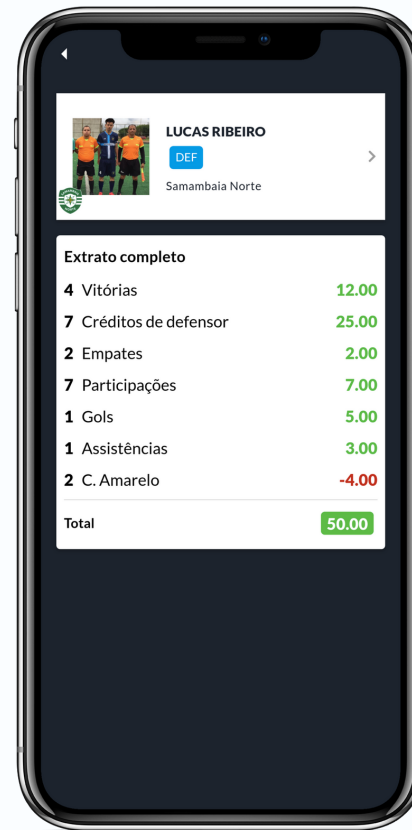 LUCAS RIBEIRO
DEF
Samambaia Norte
Extrato completo
4 Vitórias 12.00
7 Créditos de defensor 25.00
2 Empates 2.00
7 Participações 7.00
1 Gols 5.00
1 Assistências 3.00
2 C. Amarelo -4.00
Total 50.00